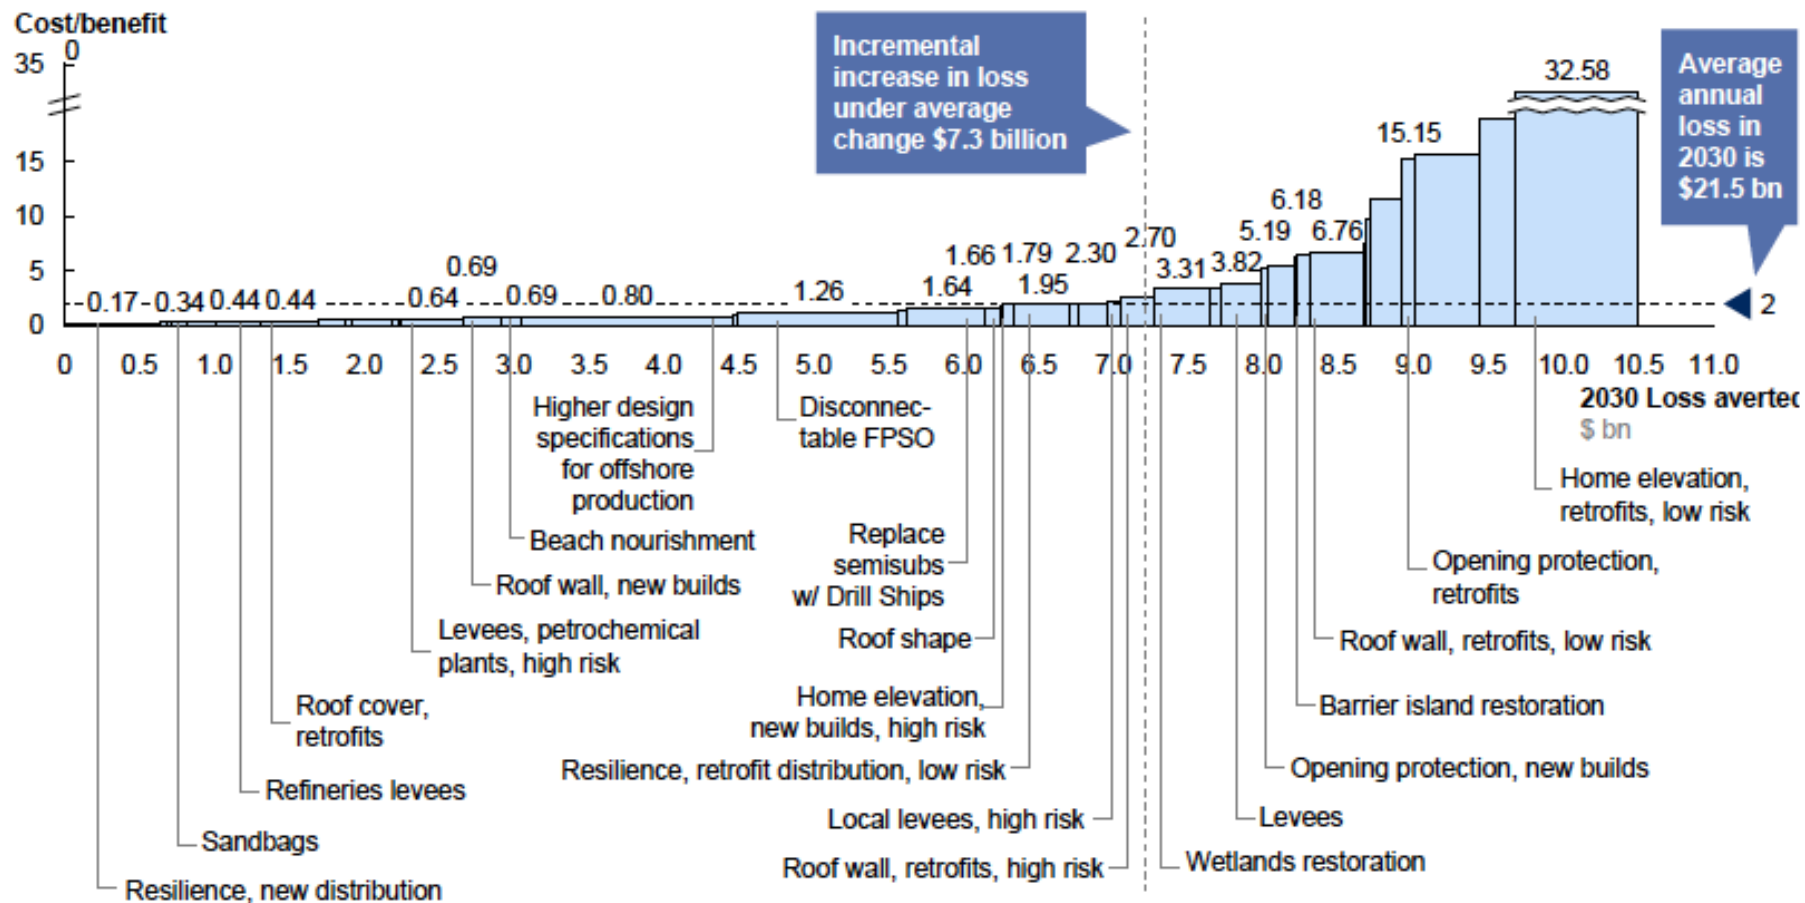 Cost/benefit
0
35
15
10
5
0
Incremental
increase in loss
under average
change $7.3 billion
Average
annual
loss in
2030 is
$21.5 bn
32.58
15.15
6.18
5.19
6.76
2.70
3.31
3.82
1.66
1.79
2.30
1.64
1.95
1.26
0.69
0.17
0.34
0.44
0.44
0.64
0.69
0.80
2
0
0.5
1.0
1.5
2.0
2.5
3.0
3.5
4.0
4.5
5.0
5.5
6.0
6.5
7.0
7.5
8.0
8.5
9.0
9.5
10.0
10.5
11.0
2030 Loss averted
$ bn
Higher design
specifications
for offshore
production
Disconnec-
table FPSO
Home elevation,
retrofits, low risk
Beach nourishment
Replace
semisubs
w/ Drill Ships
Opening protection,
retrofits
Roof wall, new builds
Levees, petrochemical
plants, high risk
Roof shape
Roof wall, retrofits, low risk
Roof cover,
retrofits
Home elevation,
new builds, high risk
Barrier island restoration
Resilience, retrofit distribution, low risk
Opening protection, new builds
Refineries levees
Local levees, high risk
Levees
Sandbags
Roof wall, retrofits, high risk
Wetlands restoration
Resilience, new distribution